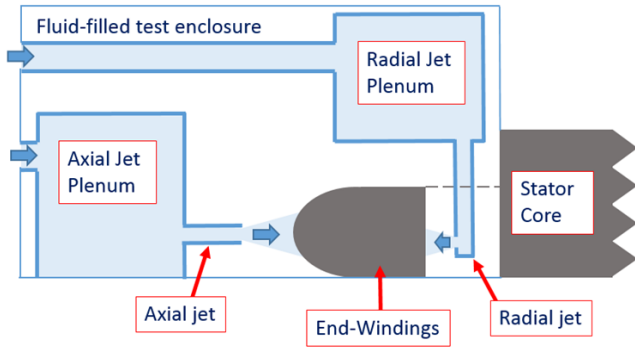 Fluid-filled test enclosure
Radial Jet
Plenum
Axial Jet
Plenum
Stator
Core
Axial jet
End-Windings
Radial jet